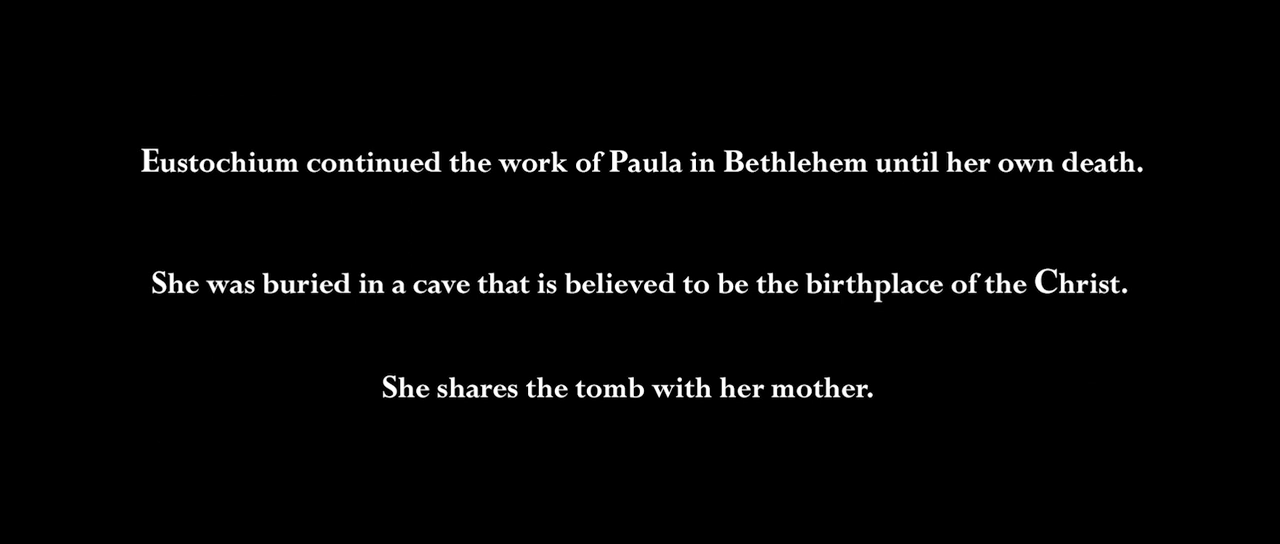 Eustochium continued the work of Paula in Bethlehem until her own death.
She was buried in a cave that is believed to be the birthplace of the Christ.
She shares the tomb with her mother.